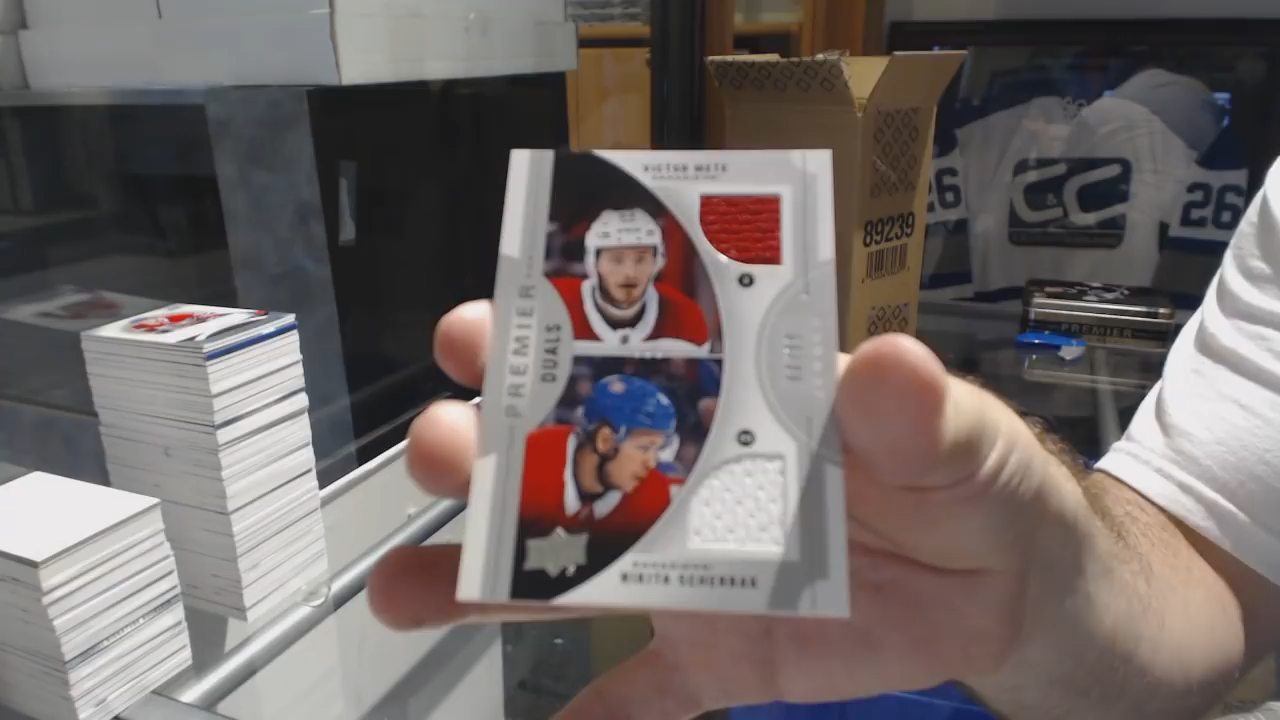 VICTOR METE
PREMIER
DUALS
NIKITA SCHERBAK
89239
26
C&C
26
PREMIER